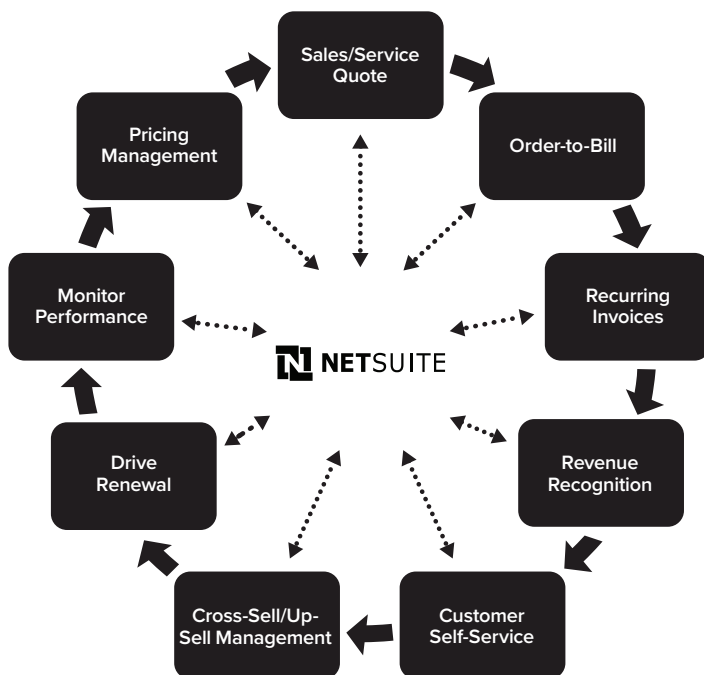 Sales/Service
Quote
Order-to-Bill
Recurring
Invoices
Revenue
Recognition
Customer
Self-Service
Cross-Sell/Up-
Sell Management
Drive
Renewal
Monitor
Performance
Pricing
Management
N NETSUITE